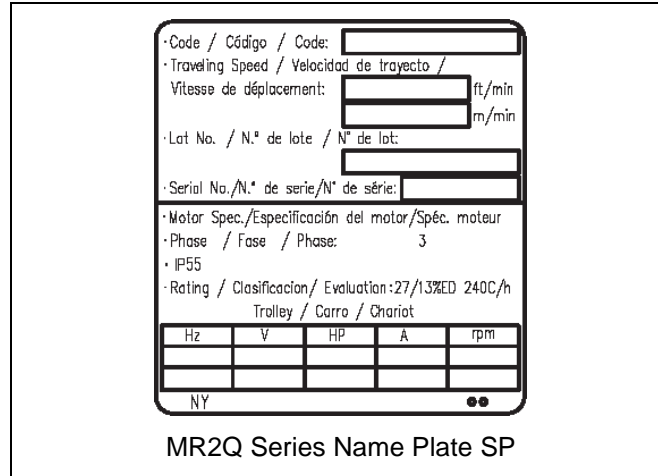 ·Code / Código / Code:
·Traveling Speed / Velocidad de trayecto /
Vitesse de déplacement: ft/min
m/min
·Lot No. / N.º de lote / N° de lot:
·Serial No./N.º de serie/N° de série:
·Motor Spec./Especificación del motor/Spéc. moteur
·Phase / Fase / Phase: 3
· IP55
·Rating / Clasificacion/ Evaluation:27/13%ED 240C/h
Trolley / Carro / Chariot
Hz V HP A rpm
NY
MR2Q Series Name Plate SP